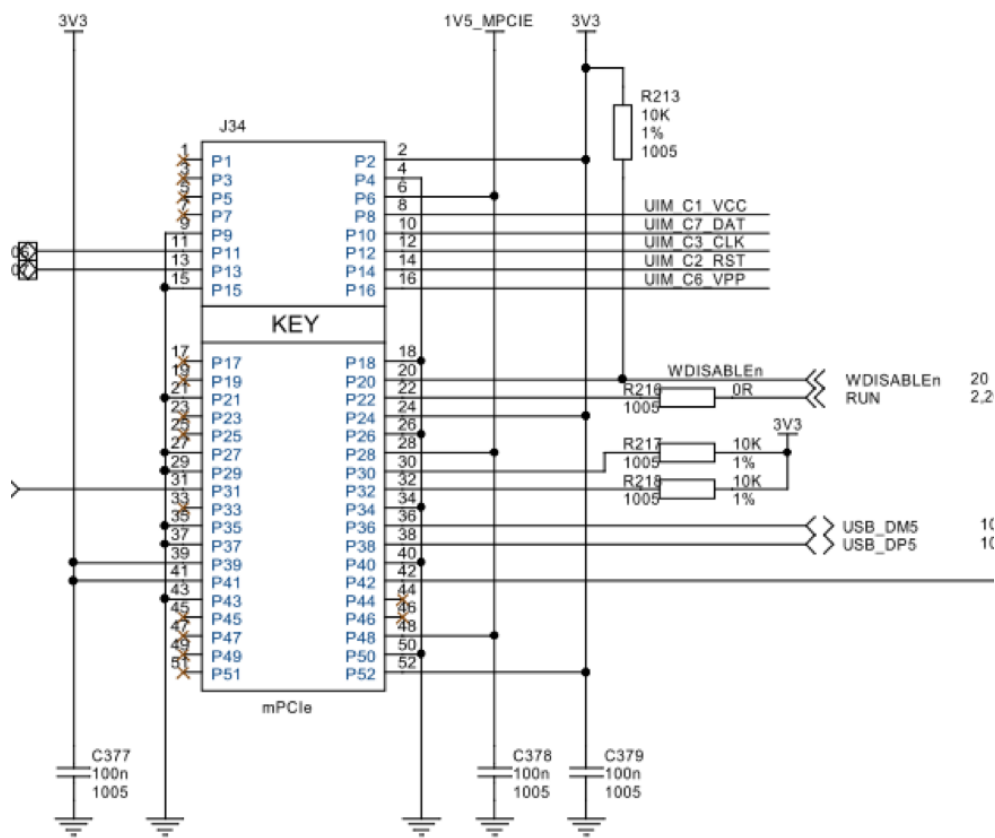 3V3
1V5_MPCIE
3V3
R213
10K
1%
1005
J34
1 P1 P2 2
3 P3 P4 4
5 P5 P6 6
7 P7 P8 8 UIM_C1_VCC
9 P9 P10 10 UIM_C7_DAT
11 P11 P12 12 UIM_C3_CLK
13 P13 P14 14 UIM_C2_RST
15 P15 P16 16 UIM_C6_VPP
KEY
17 P17 P18 18
19 P19 P20 20 WDISABLEn WDISABLEn 20
21 P21 P22 22 R216 0R RUN 2,2
1005
23 P23 P24 24
25 P25 P26 26
3V3
27 P27 P28 28 R217 10K
29 P29 P30 30 1005 1%
31 P31 P32 32 R218 10K
33 P33 P34 34 1005 1%
35 P35 P36 36 USB_DM5 10
37 P37 P38 38 USB_DP5 10
39 P39 P40 40
41 P41 P42 42
43 P43 P44 44
45 P45 P46 46
47 P47 P48 48
49 P49 P50 50
51 P51 P52 52
mPCIe
C377
100n
1005
C378
100n
1005
C379
100n
1005